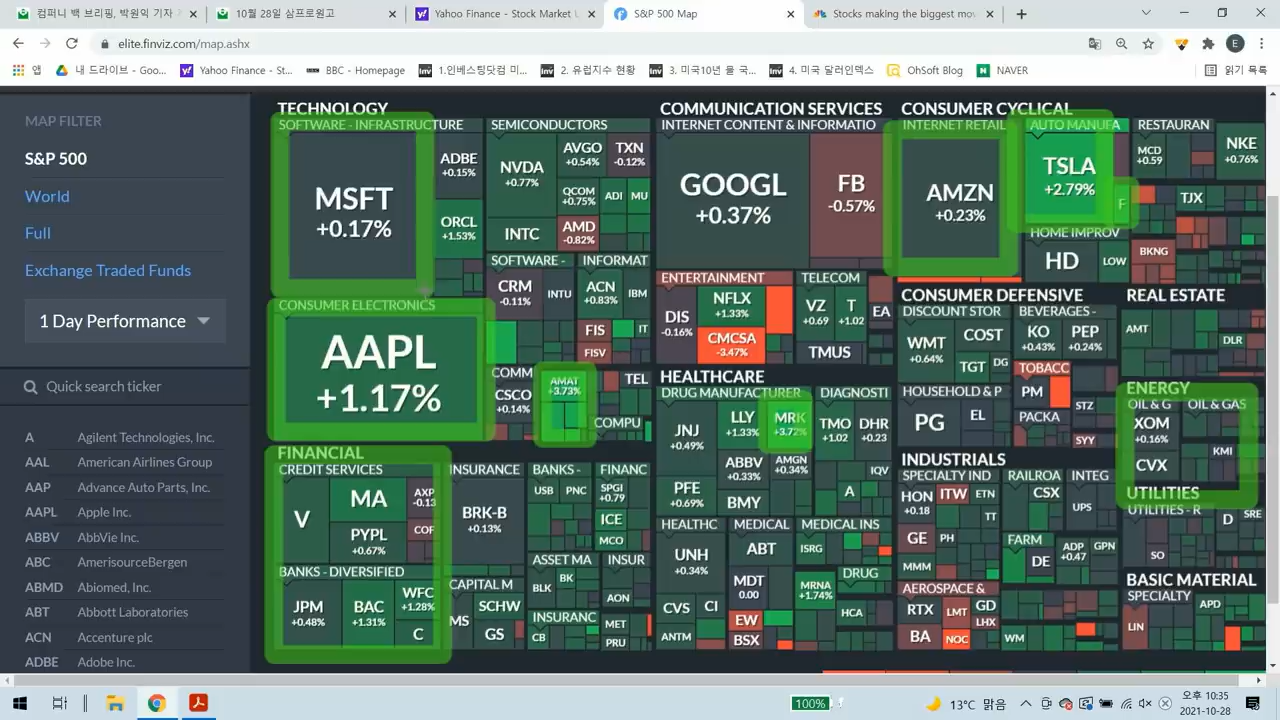 컴퍼니 백 브리핑, 박원익 기자
10월 28일 삼프로원고
Yahoo Finance - Stock Market L
S&P 500 Map
Stocks making the biggest mov
elite.finviz.com/map.ashx
E
앱
내 드라이브 - Goo...
Yahoo Finance - St...
BBC - Homepage
1.인베스팅닷컴 미...
2. 유럽지수 현황
3. 미국10년 물 국...
4. 미국 달러인덱스
OhSoft Blog
NAVER
읽기 목록
MAP FILTER
S&P 500
World
Full
Exchange Traded Funds
1 Day Performance
Quick search ticker
A Agilent Technologies, Inc.
AAL American Airlines Group
AAP Advance Auto Parts, Inc.
AAPL Apple Inc.
ABBV AbbVie Inc.
ABC AmerisourceBergen
ABMD Abiomed, Inc.
ABT Abbott Laboratories
ACN Accenture plc
ADBE Adobe Inc.
TECHNOLOGY
SOFTWARE - INFRASTRUCTURE
MSFT
+0.17%
ADBE
+0.15%
ORCL
+1.53%
SEMICONDUCTORS
NVDA
+0.77%
AVGO
+0.54%
TXN
-0.12%
QCOM
+0.75%
ADI
MU
INTC
AMD
-0.82%
SOFTWARE -
CRM
-0.11%
INTU
INFORMAT
ACN
+0.83%
IBM
FIS
IT
FISV
CONSUMER ELECTRONICS
AAPL
+1.17%
COMM
CSCO
+0.14%
AMAT
+3.73%
TEL
COMPU
FINANCIAL
CREDIT SERVICES
V
MA
AXP
-0.13
PYPL
+0.67%
COF
BANKS - DIVERSIFIED
JPM
+0.48%
BAC
+1.31%
WFC
+1.28%
C
INSURANCE
BRK-B
+0.13%
BANKS -
USB
PNC
FINANC
SPGI
+0.79
ICE
MCO
CAPITAL M
MS
SCHW
GS
ASSET MA
BLK
BK
INSUR
AON
INSURANC
CB
MET
PRU
COMMUNICATION SERVICES
INTERNET CONTENT & INFORMATIO
GOOGL
+0.37%
FB
-0.57%
ENTERTAINMENT
DIS
-0.16%
NFLX
+1.33%
CMCSA
-3.47%
TELECOM
VZ
+0.69
T
+1.02
TMUS
EA
HEALTHCARE
DRUG MANUFACTURER
JNJ
+0.49%
LLY
+1.33%
MRK
+3.72%
ABBV
+0.33%
AMGN
+0.34%
PFE
+0.69%
BMY
DIAGNOSTI
TMO
+1.02
DHR
+0.23
IQV
A
HEALTHC
UNH
+0.34%
CVS
CI
ANTM
MEDICAL
ABT
MDT
0.00
EW
BSX
MEDICAL INS
ISRG
DRUG
MRNA
+1.74%
HCA
CONSUMER CYCLICAL
INTERNET RETAIL
AMZN
+0.23%
AUTO MANUFA
TSLA
+2.79%
F
RESTAURAN
MCD
+0.59
NKE
+0.76%
TJX
HOME IMPROV
HD
LOW
BKNG
CONSUMER DEFENSIVE
DISCOUNT STOR
WMT
+0.64%
COST
TGT
DG
BEVERAGES -
KO
+0.43%
PEP
+0.24%
TOBACC
PM
HOUSEHOLD & P
PG
EL
PACKA
STZ
SYY
REAL ESTATE
AMT
DLR
ENERGY
OIL & G
OIL & GAS
XOM
+0.16%
CVX
KMI
INDUSTRIALS
SPECIALTY IND
HON
+0.18
ITW
ETN
TT
GE
PH
MMM
RAILROA
CSX
INTEG
UPS
FARM
DE
ADP
+0.47
GPN
AEROSPACE &
RTX
LMT
GD
LHX
BA
NOC
WM
UTILITIES
UTILITIES - R
D
SRE
SO
BASIC MATERIAL
SPECIALTY
APD
LIN
100%
13°C 맑음
오후 10:35
2021-10-28